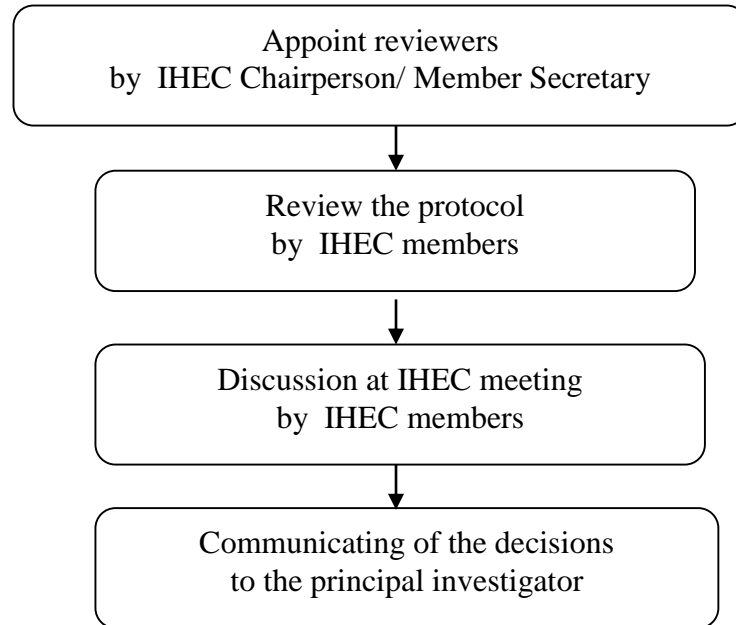 Appoint reviewers
by IHEC Chairperson/ Member Secretary
Review the protocol
by IHEC members
Discussion at IHEC meeting
by IHEC members
Communicating of the decisions
to the principal investigator